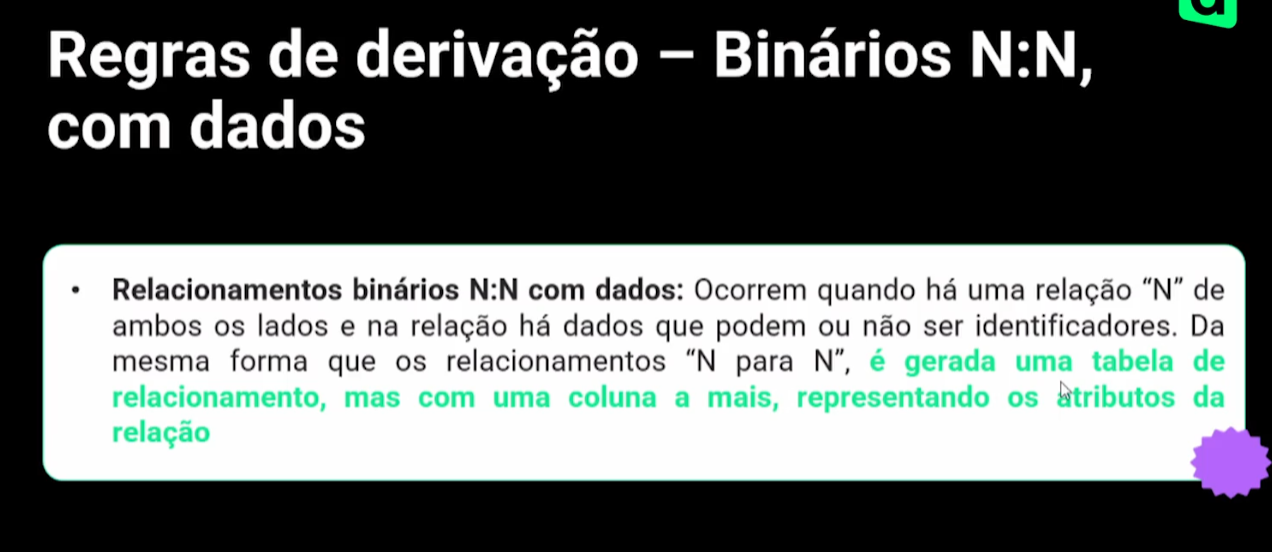 Regras de derivação – Binários N:N,
com dados
• Relacionamentos binários N:N com dados: Ocorrem quando há uma relação “N” de
ambos os lados e na relação há dados que podem ou não ser identificadores. Da
mesma forma que os relacionamentos “N para N”, é gerada uma tabela de
relacionamento, mas com uma coluna a mais, representando os atributos da
relação